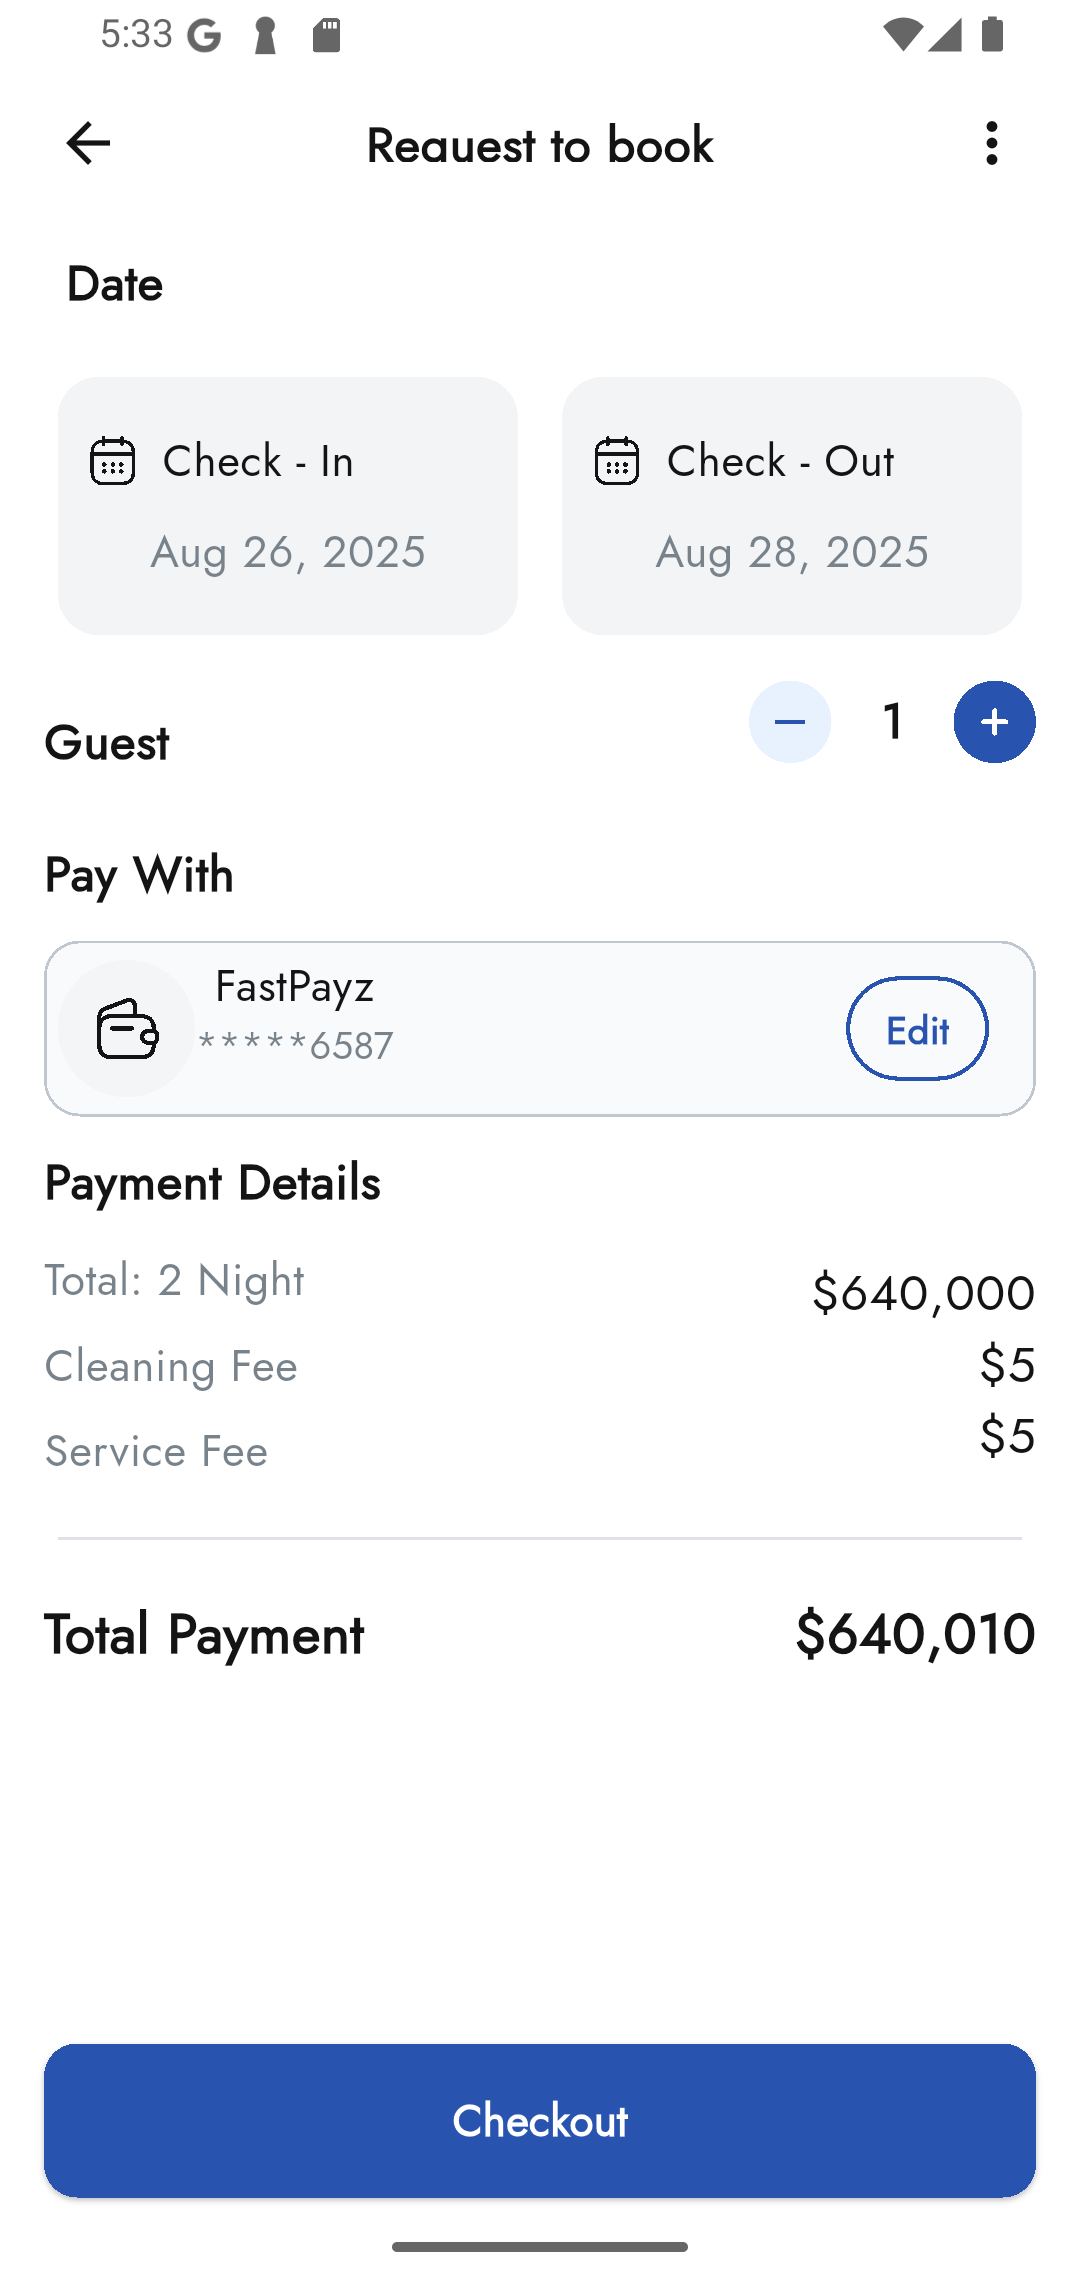 5:33
Request to book
Date
Check - In
Aug 26, 2025
Check - Out
Aug 28, 2025
Guest
1
Pay With
FastPayz
*****6587
Edit
Payment Details
Total: 2 Night
$640,000
Cleaning Fee
$5
Service Fee
$5
Total Payment
$640,010
Checkout